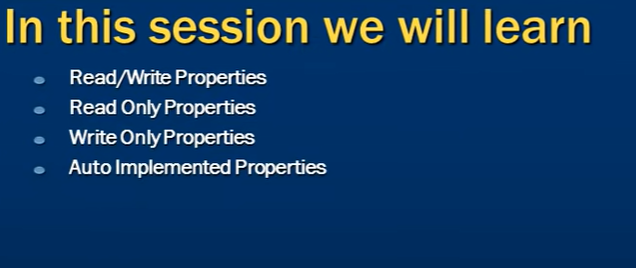 In this session we will learn
Read/Write Properties
Read Only Properties
Write Only Properties
Auto Implemented Properties